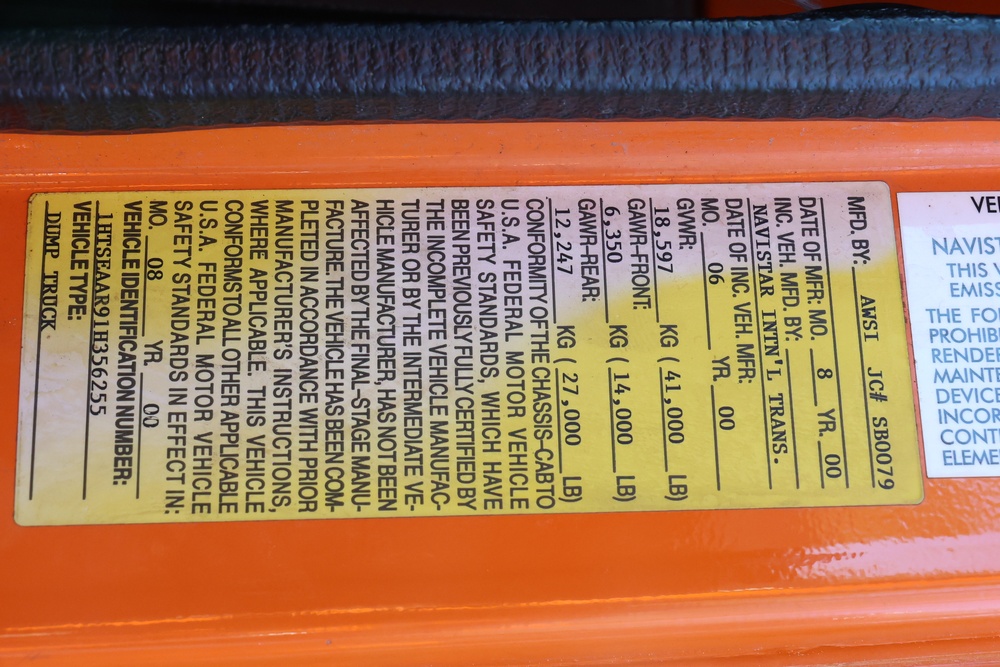 MFD. BY: AWSI JG# SB0079
DATE OF MFR: MO. 8 YR. 00
INC. VEH. MFD. BY:
NAVISTAR INTN'L TRANS.
DATE OF INC. VEH. MFR:
MO. 06 YR. 00
GVWR:
18,597 KG ( 41,000 LB)
GAWR-FRONT:
6,350 KG ( 14,000 LB)
GAWR-REAR:
12,247 KG ( 27,000 LB)
CONFORMITY OF THE CHASSIS-CAB TO
U.S.A. FEDERAL MOTOR VEHICLE
SAFETY STANDARDS, WHICH HAVE
BEEN PREVIOUSLY FULLY CERTIFIED BY
THE INCOMPLETE VEHICLE MANUFAC-
TURER OR BY THE INTERMEDIATE VE-
HICLE MANUFACTURER, HAS NOT BEEN
AFFECTED BY THE FINAL-STAGE MANU-
FACTURE. THE VEHICLE HAS BEEN COM-
PLETED IN ACCORDANCE WITH PRIOR
MANUFACTURER'S INSTRUCTIONS,
WHERE APPLICABLE. THIS VEHICLE
CONFORMS TO ALL OTHER APPLICABLE
U.S.A. FEDERAL MOTOR VEHICLE
SAFETY STANDARDS IN EFFECT IN:
MO. 08 YR. 00
VEHICLE IDENTIFICATION NUMBER:
1HTSEAAR91H356255
VEHICLE TYPE:
DUMP TRUCK
NAVIST
THIS V
EMISS
THE FO
PROHIB
RENDER
MAINTE
DEVICE
INCOR
CONT
ELEME